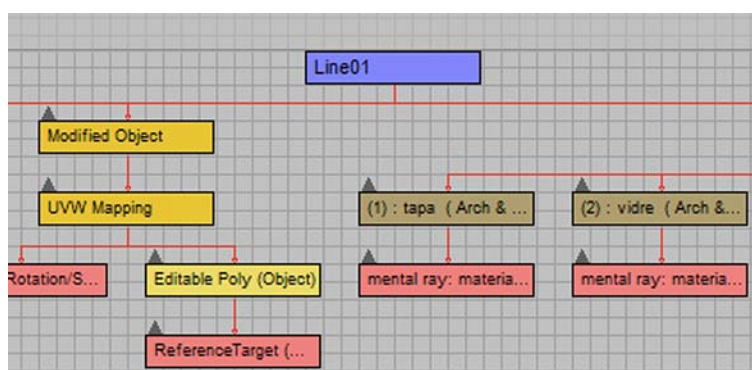 Line01
Modified Object
UVW Mapping
(1) : tapa ( Arch & ...
(2) : vidre ( Arch &...
Rotation/S...
Editable Poly (Object)
mental ray: materia...
mental ray: materia...
ReferenceTarget (...